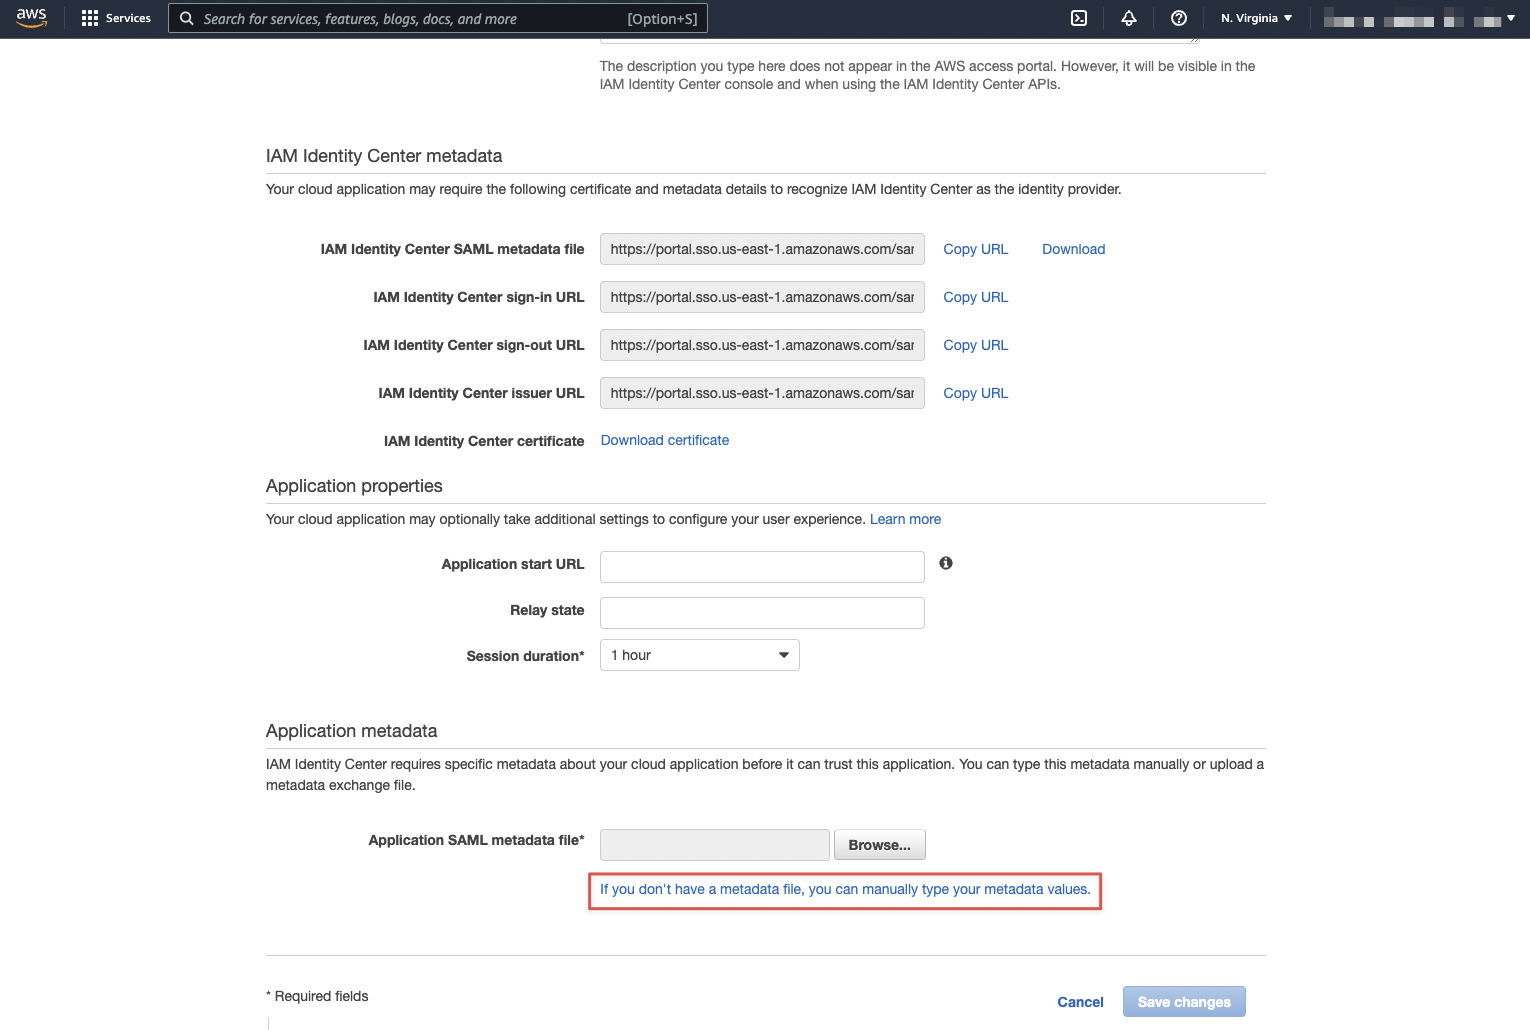 aws Services Search for services, features, blogs, docs, and more [Option+S] N. Virginia
The description you type here does not appear in the AWS access portal. However, it will be visible in the
IAM Identity Center console and when using the IAM Identity Center APIs.
IAM Identity Center metadata
Your cloud application may require the following certificate and metadata details to recognize IAM Identity Center as the identity provider.
IAM Identity Center SAML metadata file https://portal.sso.us-east-1.amazonaws.com/sar Copy URL Download
IAM Identity Center sign-in URL https://portal.sso.us-east-1.amazonaws.com/sar Copy URL
IAM Identity Center sign-out URL https://portal.sso.us-east-1.amazonaws.com/sar Copy URL
IAM Identity Center issuer URL https://portal.sso.us-east-1.amazonaws.com/sar Copy URL
IAM Identity Center certificate Download certificate
Application properties
Your cloud application may optionally take additional settings to configure your user experience. Learn more
Application start URL
Relay state
Session duration* 1 hour
Application metadata
IAM Identity Center requires specific metadata about your cloud application before it can trust this application. You can type this metadata manually or upload a
metadata exchange file.
Application SAML metadata file* Browse...
If you don't have a metadata file, you can manually type your metadata values.
* Required fields
Cancel Save changes